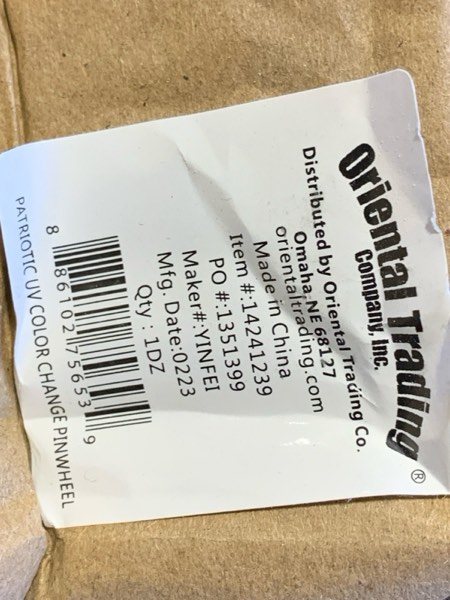 Oriental Trading®
Company, Inc.
Distributed by Oriental Trading Co.
Omaha, NE 68127
orientaltrading.com
Made in China
Item #:14241239
PO #:1351399
Maker#:YINFEI
Mfg. Date:0223
Qty : 1DZ
8 86102 75653 9
PATRIOTIC UV COLOR CHANGE PINWHEEL